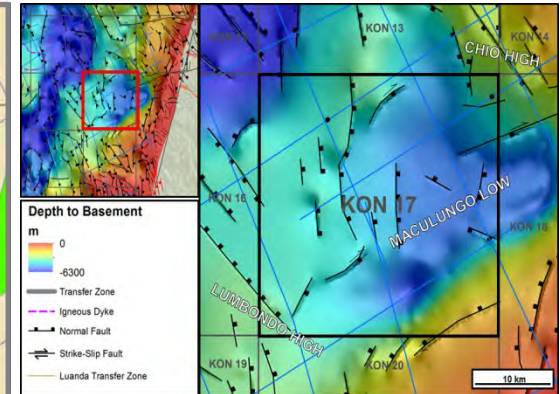 Depth to Basement
m
0
-6300
Transfer Zone
Igneous Dyke
Normal Fault
Strike-Slip Fault
Luanda Transfer Zone
KON 13
KON 14
CHIO HIGH
KON 16
KON 17
MACULUNGO LOW
KON 18
LUMBONDO HIGH
KON 19
KON 20
10 km